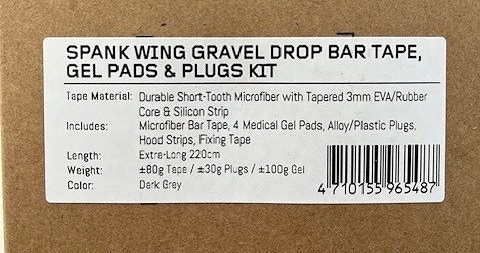 SPANK WING GRAVEL DROP BAR TAPE,
GEL PADS & PLUGS KIT
Tape Material: Durable Short-Tooth Microfiber with Tapered 3mm EVA/Rubber
Core & Silicon Strip
Includes: Microfiber Bar Tape, 4 Medical Gel Pads, Alloy/Plastic Plugs,
Hood Strips, Fixing Tape
Length: Extre-Long 220cm
Weight: ±80g Tape / ±30g Plugs / ±100g Gel
Color: Dark Gray
4 710155 965487